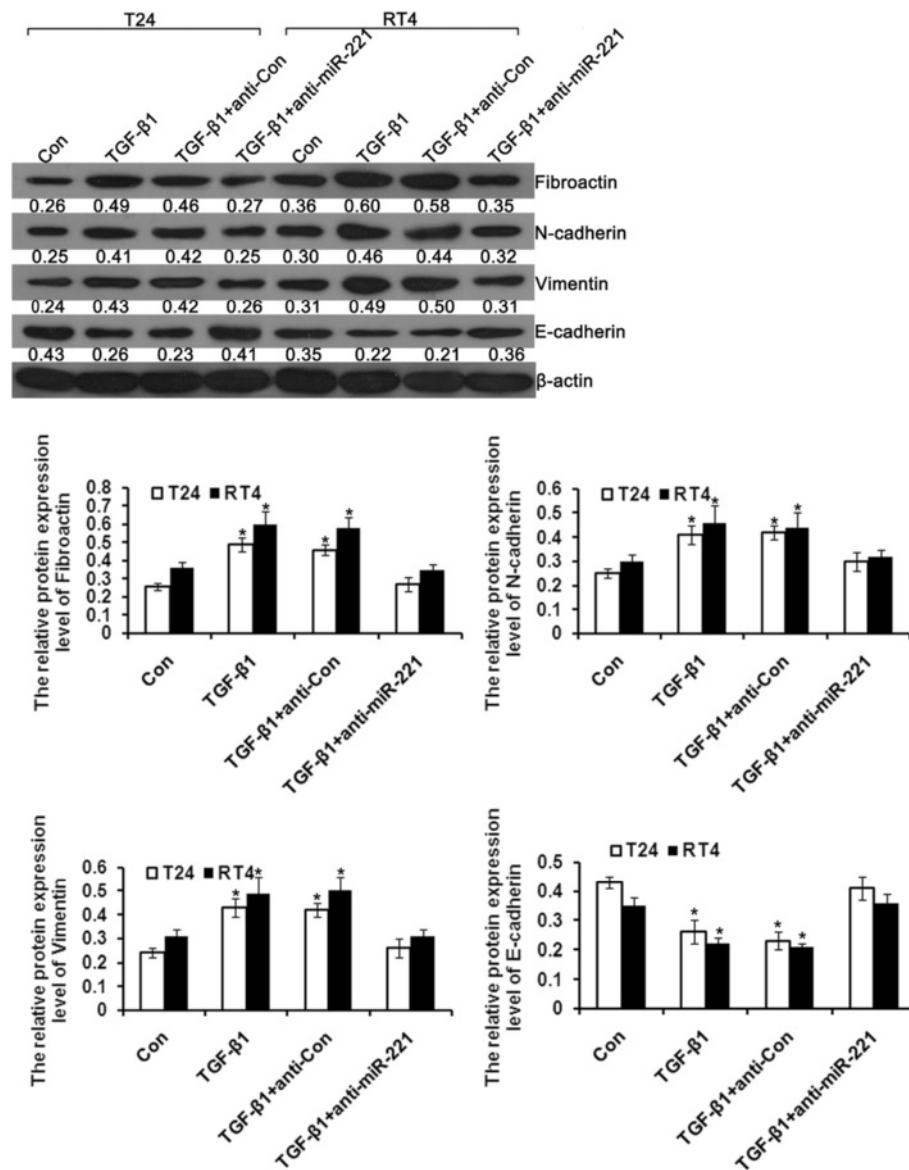 T24 RT4
Con TGF-β1 TGF-β1+anti-Con TGF-β1+anti-miR-221 Con TGF-β1 TGF-β1+anti-Con TGF-β1+anti-miR-221
Fibroactin
0.26 0.49 0.46 0.27 0.36 0.60 0.58 0.35
N-cadherin
0.25 0.41 0.42 0.25 0.30 0.46 0.44 0.32
Vimentin
0.24 0.43 0.42 0.26 0.31 0.49 0.50 0.31
E-cadherin
0.43 0.26 0.23 0.41 0.35 0.22 0.21 0.36
β-actin
The relative protein expression
level of Fibroactin
0.8
0.7
0.6
0.5
0.4
0.3
0.2
0.1
0
T24 RT4
* * * *
Con TGF-β1 TGF-β1+anti-Con TGF-β1+anti-miR-221
The relative protein expression
level of N-cadherin
0.6
0.5
0.4
0.3
0.2
0.1
0
T24 RT4
* * * *
Con TGF-β1 TGF-β1+anti-Con TGF-β1+anti-miR-221
The relative protein expression
level of Vimentin
0.6
0.5
0.4
0.3
0.2
0.1
0
T24 RT4
* * * *
Con TGF-β1 TGF-β1+anti-Con TGF-β1+anti-miR-221
The relative protein expression
level of E-cadherin
0.5
0.4
0.3
0.2
0.1
0
T24 RT4
* * * *
Con TGF-β1 TGF-β1+anti-Con TGF-β1+anti-miR-221